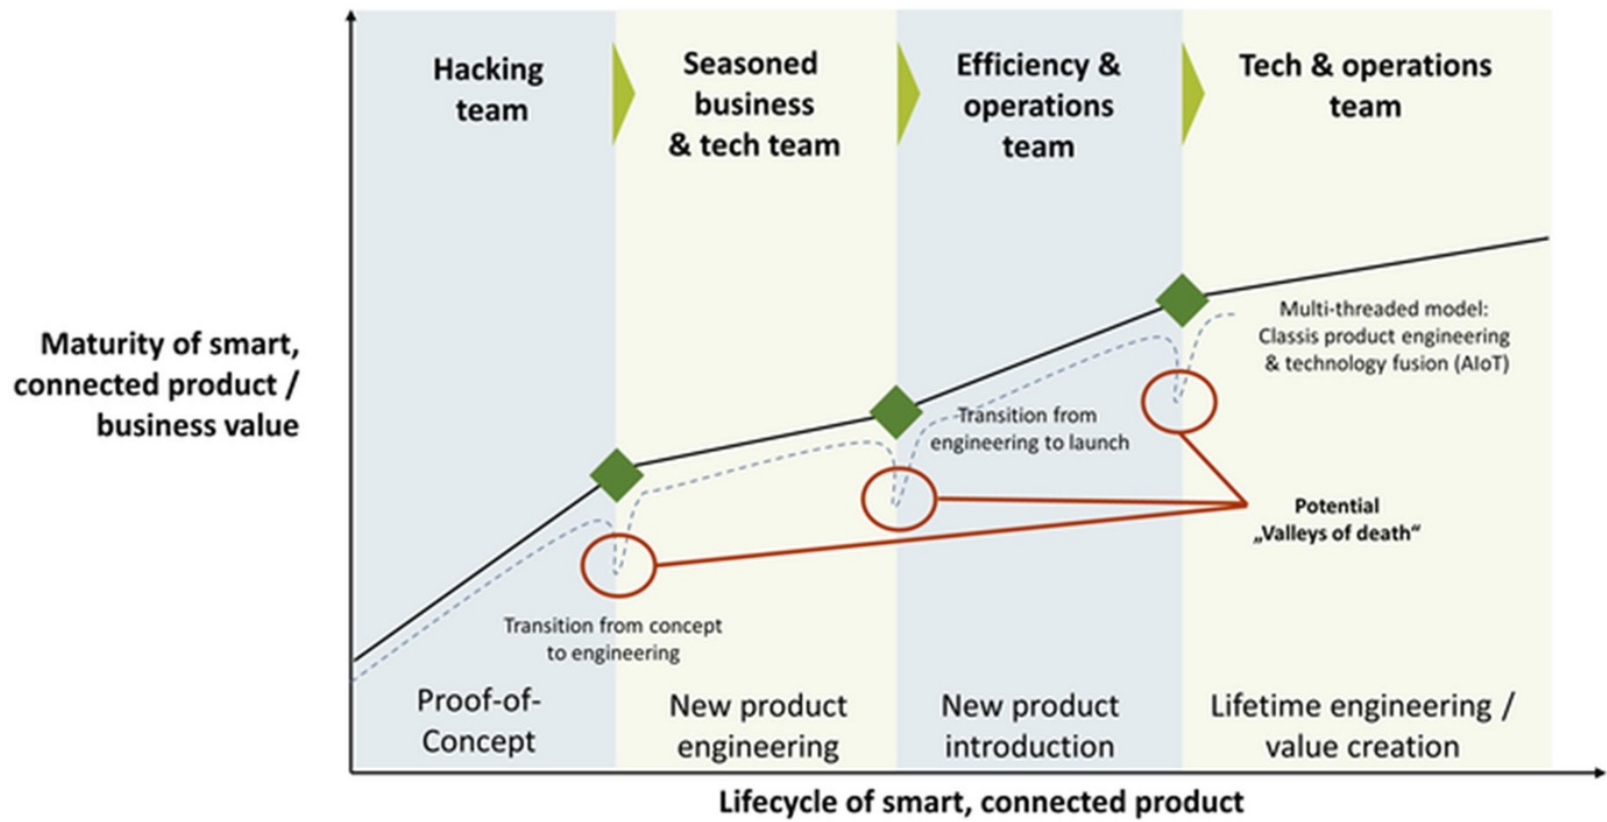 Hacking
team
Seasoned
business
& tech team
Efficiency &
operations
team
Tech & operations
team
Maturity of smart,
connected product /
business value
Multi-threaded model:
Classis product engineering
& technology fusion (AIoT)
Transition from
engineering to launch
Potential
„Valleys of death“
Transition from concept
to engineering
Proof-of-
Concept
New product
engineering
New product
introduction
Lifetime engineering /
value creation
Lifecycle of smart, connected product